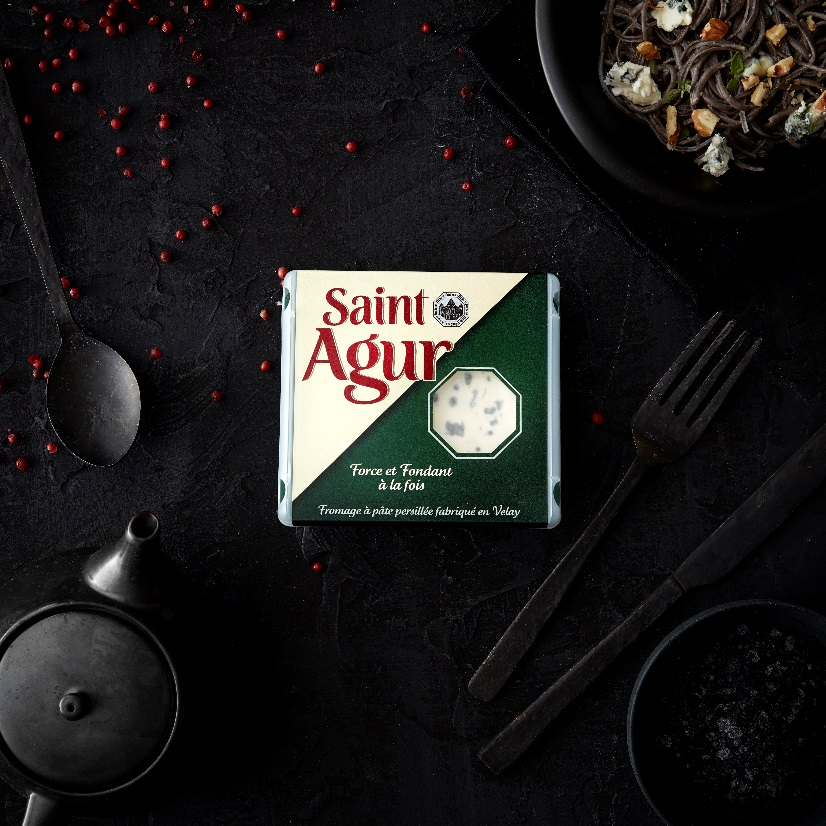 Saint
Agur
Force et Fondant
à la fois
Fromage à pâte persillée fabriqué en Velay